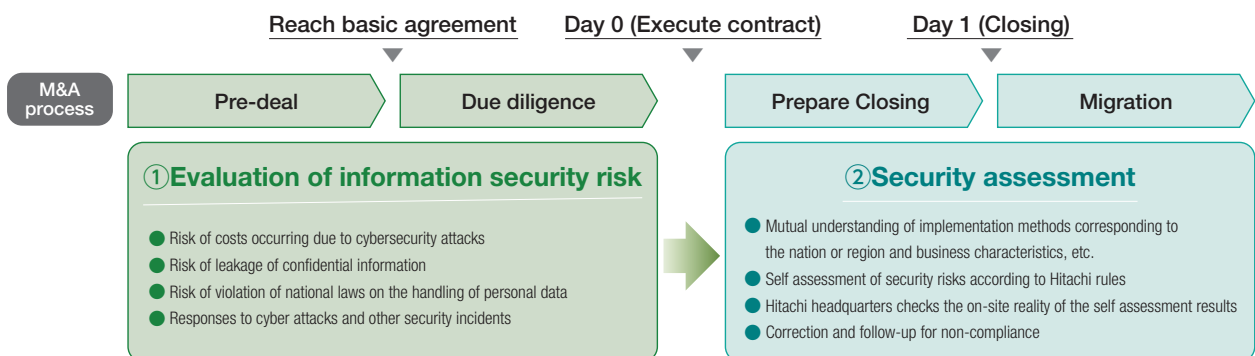 Reach basic agreement
Day 0 (Execute contract)
Day 1 (Closing)
M&A
process
Pre-deal
Due diligence
Prepare Closing
Migration
①Evaluation of information security risk
● Risk of costs occurring due to cybersecurity attacks
● Risk of leakage of confidential information
● Risk of violation of national laws on the handling of personal data
● Responses to cyber attacks and other security incidents
②Security assessment
● Mutual understanding of implementation methods corresponding to
the nation or region and business characteristics, etc.
● Self assessment of security risks according to Hitachi rules
● Hitachi headquarters checks the on-site reality of the self assessment results
● Correction and follow-up for non-compliance